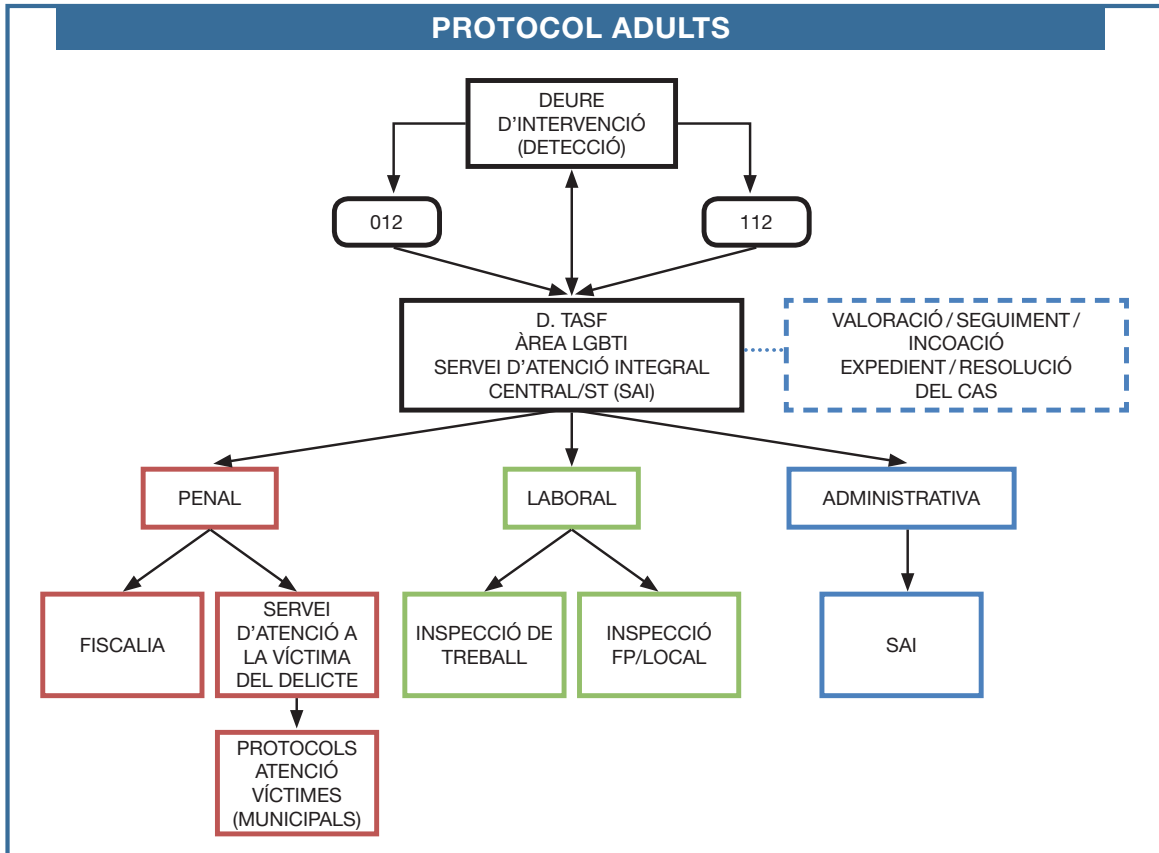 PROTOCOL ADULTS
DEURE
D’INTERVENCIÓ
(DETECCIÓ)
012
112
D. TASF
ÀREA LGBTI
SERVEI D’ATENCIÓ INTEGRAL
CENTRAL/ST (SAI)
VALORACIÓ / SEGUIMENT /
INCOACIÓ
EXPEDIENT / RESOLUCIÓ
DEL CAS
PENAL
LABORAL
ADMINISTRATIVA
FISCALIA
SERVEI
D’ATENCIÓ A
LA VÍCTIMA
DEL DELICTE
INSPECCIÓ DE
TREBALL
INSPECCIÓ
FP/LOCAL
SAI
PROTOCOLS
ATENCIÓ
VÍCTIMES
(MUNICIPALS)